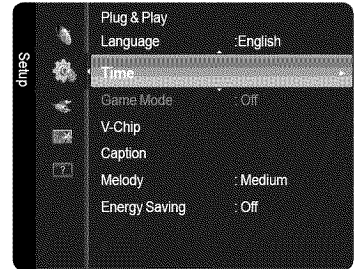 Setup
Plug & Play
Language :English
Time
Game Mode : Off
V-Chip
Caption
Melody : Medium
Energy Saving : Off
?